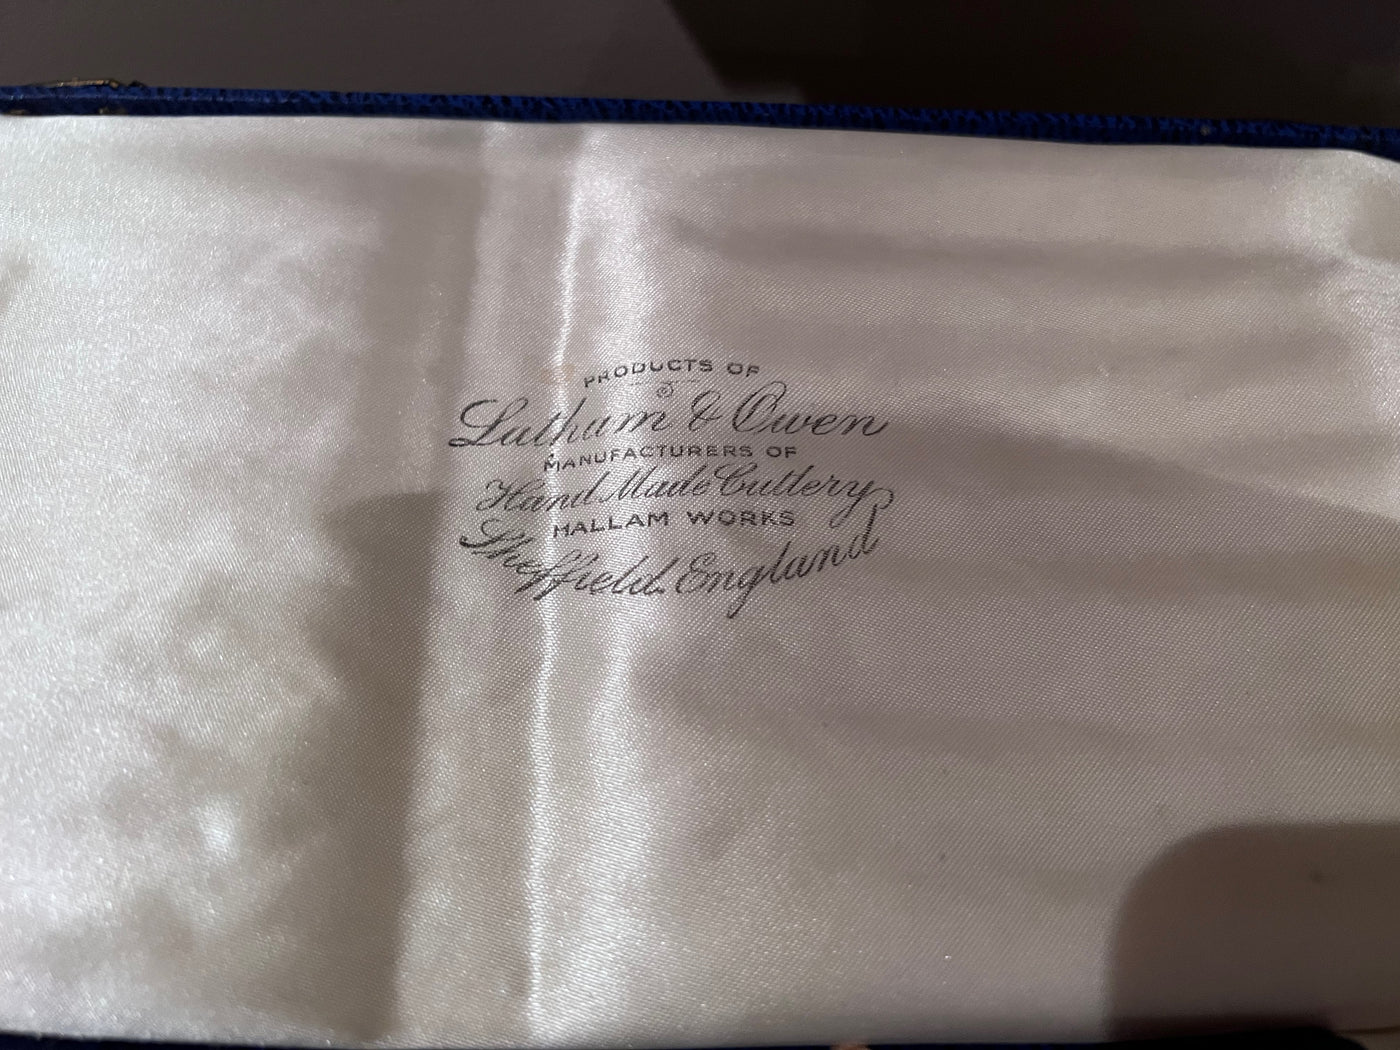 PRODUCTS OF
Latham & Owen
MANUFACTURERS OF
Hand Made Cutlery
HALLAM WORKS
Sheffield. England